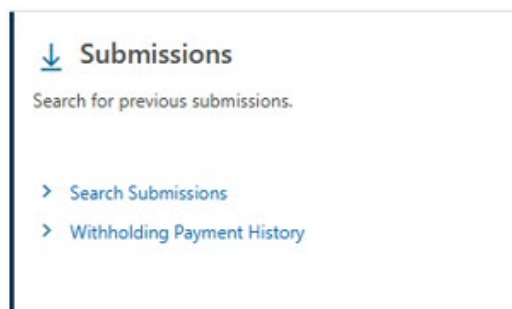 Submissions
Search for previous submissions.
Search Submissions
Withholding Payment History